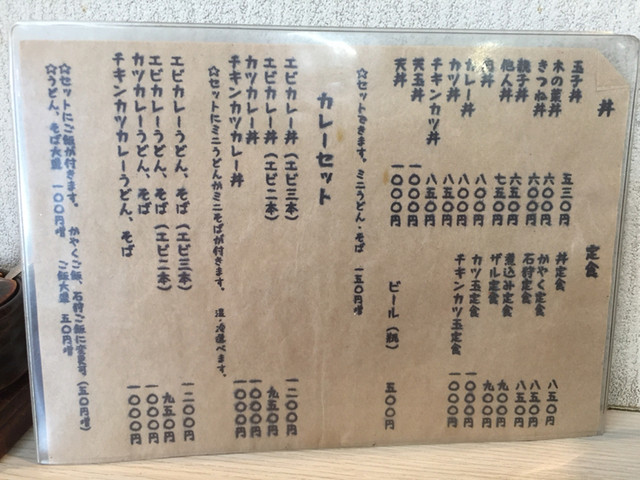 丼
玉子丼 五三〇円
木の葉丼 六〇〇円
きつね丼 六〇〇円
親子丼 六五〇円
他人丼 七五〇円
肉丼 八〇〇円
カレー丼 八〇〇円
カツ丼 八五〇円
チキンカツ丼 八五〇円
天玉丼 一〇〇〇円
天丼 一〇〇〇円
定食
丼定食 八五〇円
かやく定食 八五〇円
石狩定食 八五〇円
煮込み定食 九〇〇円
ザル定食 九〇〇円
カツ玉定食 一〇〇〇円
チキンカツ玉定食 一〇〇〇円
ビール（瓶） 五〇〇円
☆セットできます。ミニうどん・そば 一五〇円増
カレーセット
エビカレー丼（エビ三本） 一二〇〇円
エビカレー丼（エビ二本） 九五〇円
カツカレー丼 一〇〇〇円
チキンカツカレー丼 一〇〇〇円
☆セットにミニうどんかミニそばが付きます。 温・冷選べます。
エビカレーうどん、そば（エビ三本） 一二〇〇円
エビカレーうどん、そば（エビ二本） 九五〇円
カツカレーうどん、そば 一〇〇〇円
チキンカツカレーうどん、そば 一〇〇〇円
☆セットにご飯が付きます。 かやくご飯、石狩ご飯に変更可（五〇円増）
☆うどん、そば大盛 一〇〇円増 ご飯大盛 五〇円増